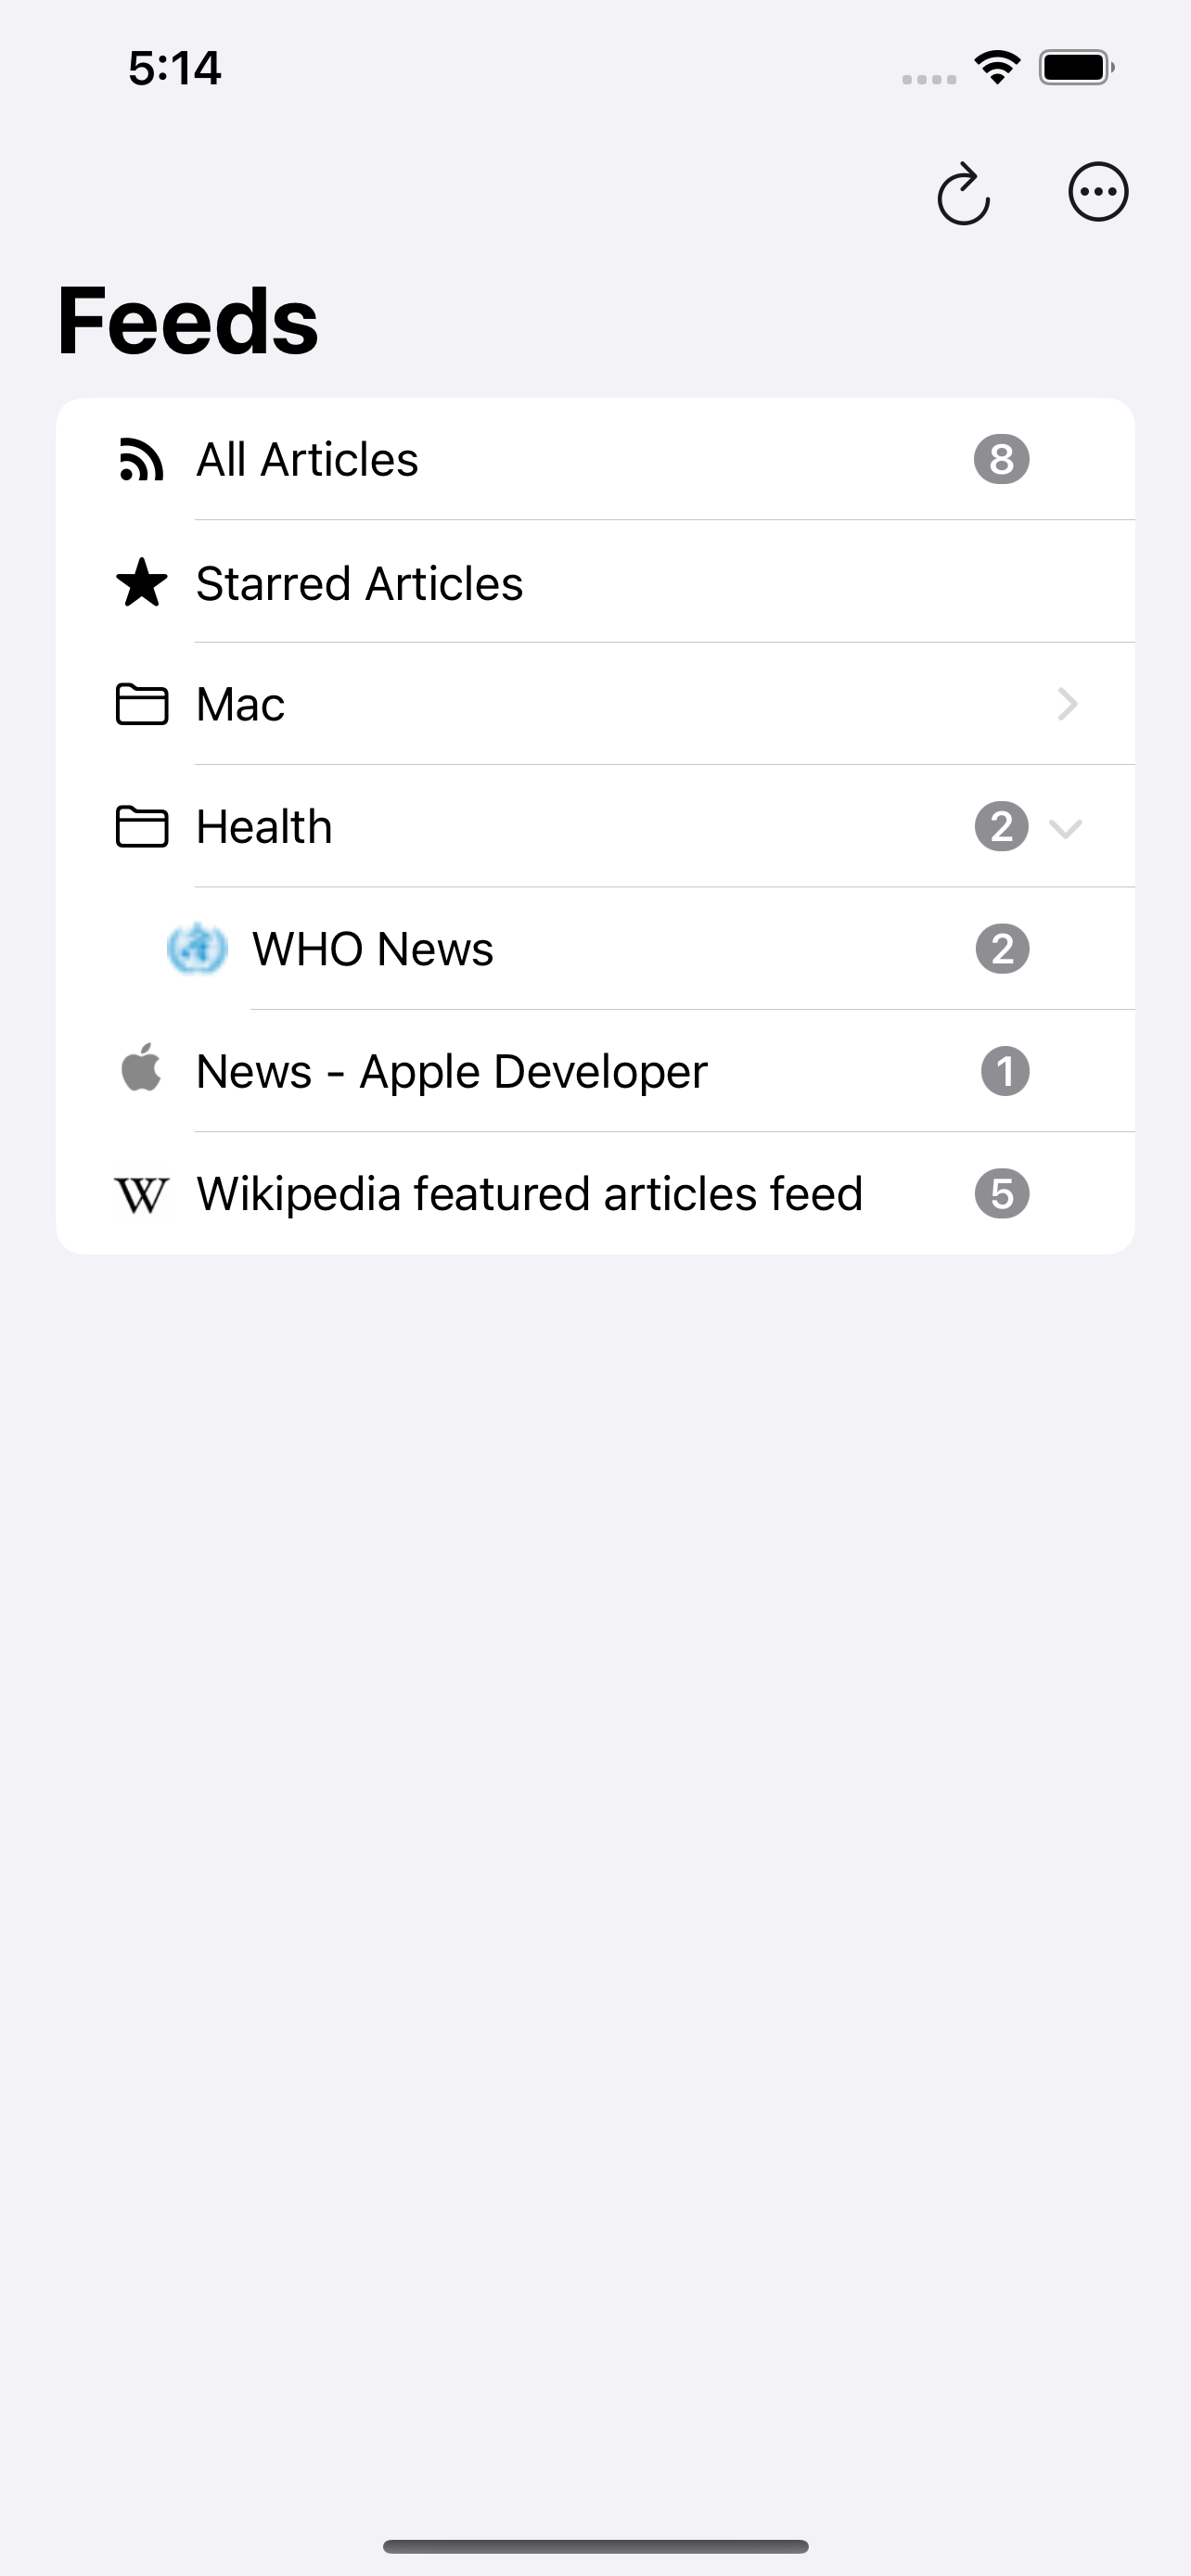 5:14
Feeds
All Articles 8
Starred Articles
Mac
Health 2
WHO News 2
News - Apple Developer 1
W Wikipedia featured articles feed 5